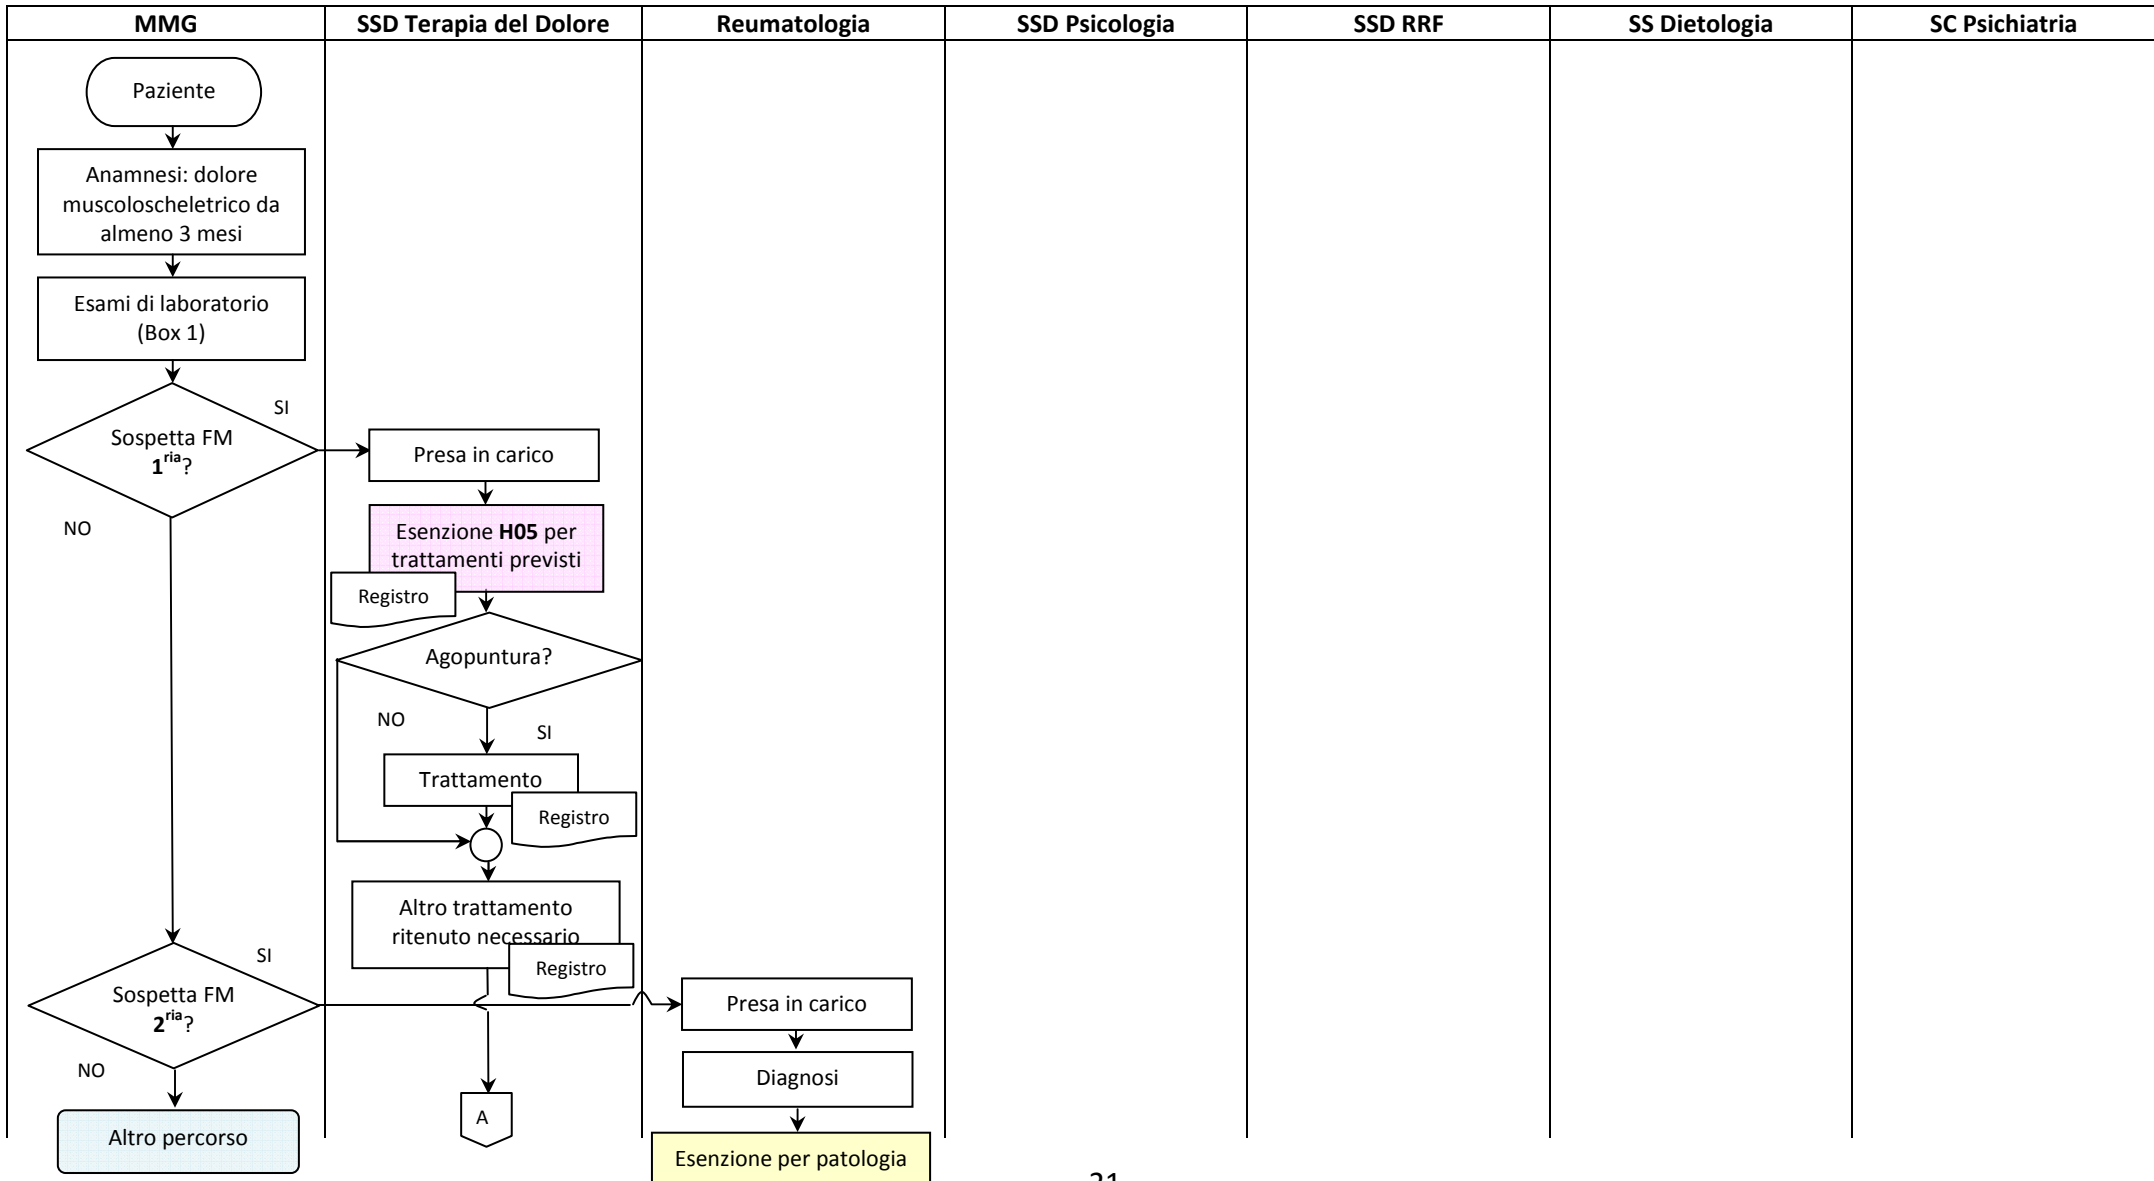 MMG
SSD Terapia del Dolore
Reumatologia
SSD Psicologia
SSD RRF
SS Dietologia
SC Psichiatria
Paziente
Anamnesi: dolore
muscoloscheletrico da
almeno 3 mesi
Esami di laboratorio
(Box 1)
SI
Sospetta FM
1ria?
NO
Presa in carico
Esenzione H05 per
trattamenti previsti
Registro
Agopuntura?
NO
SI
Trattamento
Registro
Altro trattamento
ritenuto necessario
Registro
SI
Sospetta FM
2ria?
NO
Altro percorso
A
Presa in carico
Diagnosi
Esenzione per patologia